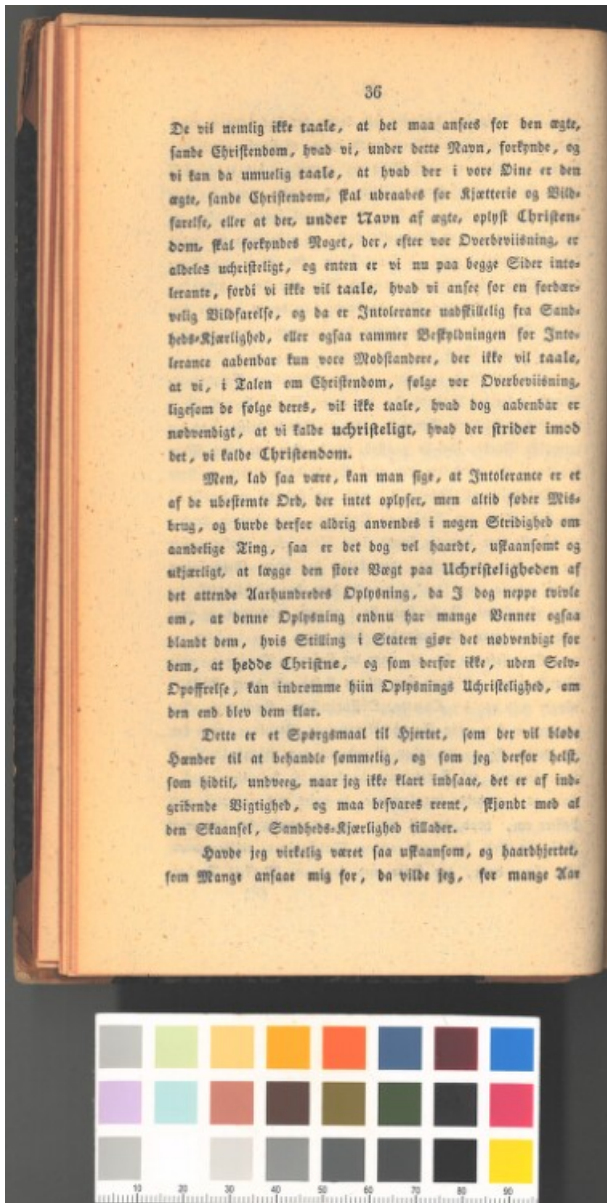 36
De vil nemlig ikke taale, at det maa ansees for den ægte,
sande Christendom, hvad vi, under dette Navn, forkynde, og
vi kan da umuelig taale, at hvad der i vore Øine er den
ægte, sande Christendom, skal udraabes for Kjætterie og Vild-
farelse, eller at der, under Navn af ægte, oplyst Christen-
dom, skal forkyndes Noget, der, efter vor Overbeviisning, er
aldeles uchristeligt, og enten er vi nu paa begge Sider into-
lerante, fordi vi ikke vil taale, hvad vi ansee for en fordær-
velig Vildfarelse, og da er Intolerance uadskillelig fra Sand-
heds-Kjærlighed, eller ogsaa rammer Beskyldningen for Into-
lerance aabenbar kun vore Modstandere, der ikke vil taale,
at vi, i Talen om Christendom, følge vor Overbeviisning,
ligesom de følge deres, vil ikke taale, hvad dog aabenbar er
nødvendigt, at vi kalde uchristeligt, hvad der strider imod
det, vi kalde Christendom.
Men, lad saa være, kan man sige, at Intolerance er et
af de ubestemte Ord, der intet oplyser, men altid føder Mis-
brug, og burde derfor aldrig anvendes i nogen Stridighed om
aandelige Ting, saa er det dog vel haardt, uskaansomt og
ukjærligt, at lægge den store Vægt paa Uchristeligheden af
det attende Aarhundredes Oplysning, da I dog neppe tvivle
om, at denne Oplysning endnu har mange Venner ogsaa
blandt dem, hvis Stilling i Staten gjør det nødvendigt for
dem, at hedde Christne, og som derfor ikke, uden Selv-
Opoffrelse, kan indrømme hiin Oplysnings Uchristelighed, om
den end blev dem klar.
Dette er et Spørgsmaal til Hjertet, som der vil bløde
Hænder til at behandle sømmelig, og som jeg derfor helst,
som hidtil, undveeg, naar jeg ikke klart indsaae, det er af ind-
gribende Vigtighed, og maa besvares reent, skjøndt med al
den Skaansel, Sandheds-Kjærlighed tillader.
Havde jeg virkelig været saa uskaansom, og haardhjertet,
som Mange ansaae mig for, da vilde jeg, for mange Aar
10 20 30 40 50 60 70 80 90